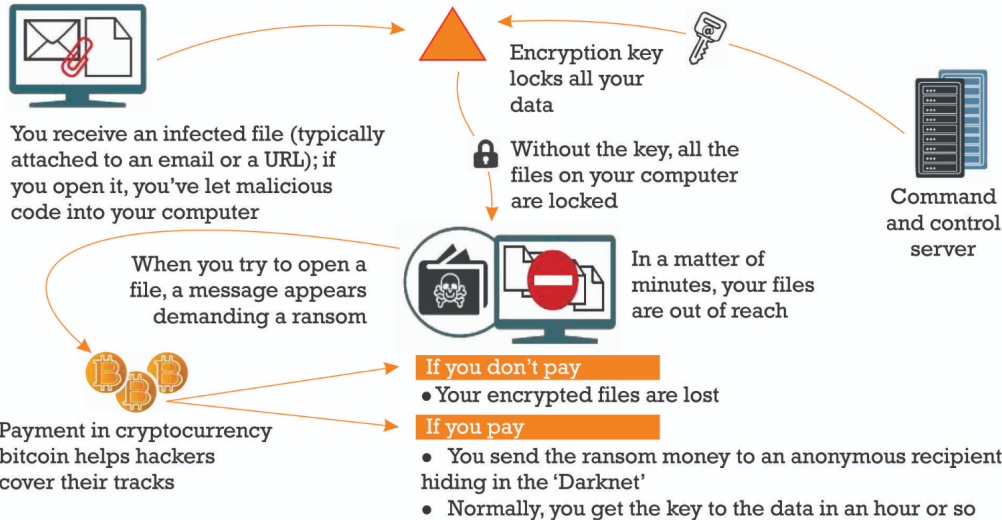 You receive an infected file (typically
attached to an email or a URL); if
you open it, you've let malicious
code into your computer
Encryption key
locks all your
data
Command
and control
server
Without the key, all the
files on your computer
are locked
In a matter of
minutes, your files
are out of reach
When you try to open a
file, a message appears
demanding a ransom
Payment in cryptocurrency
bitcoin helps hackers
cover their tracks
If you don't pay
• Your encrypted files are lost
If you pay
• You send the ransom money to an anonymous recipient
hiding in the 'Darknet'
• Normally, you get the key to the data in an hour or so